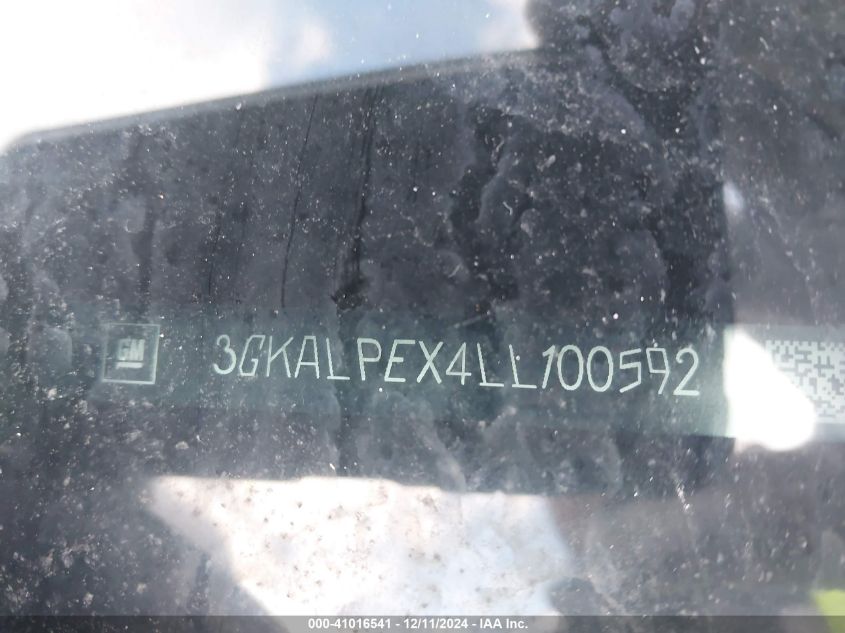 GM
3GKALPEX4LL100592
000-41016541 - 12/11/2024 - IAA Inc.